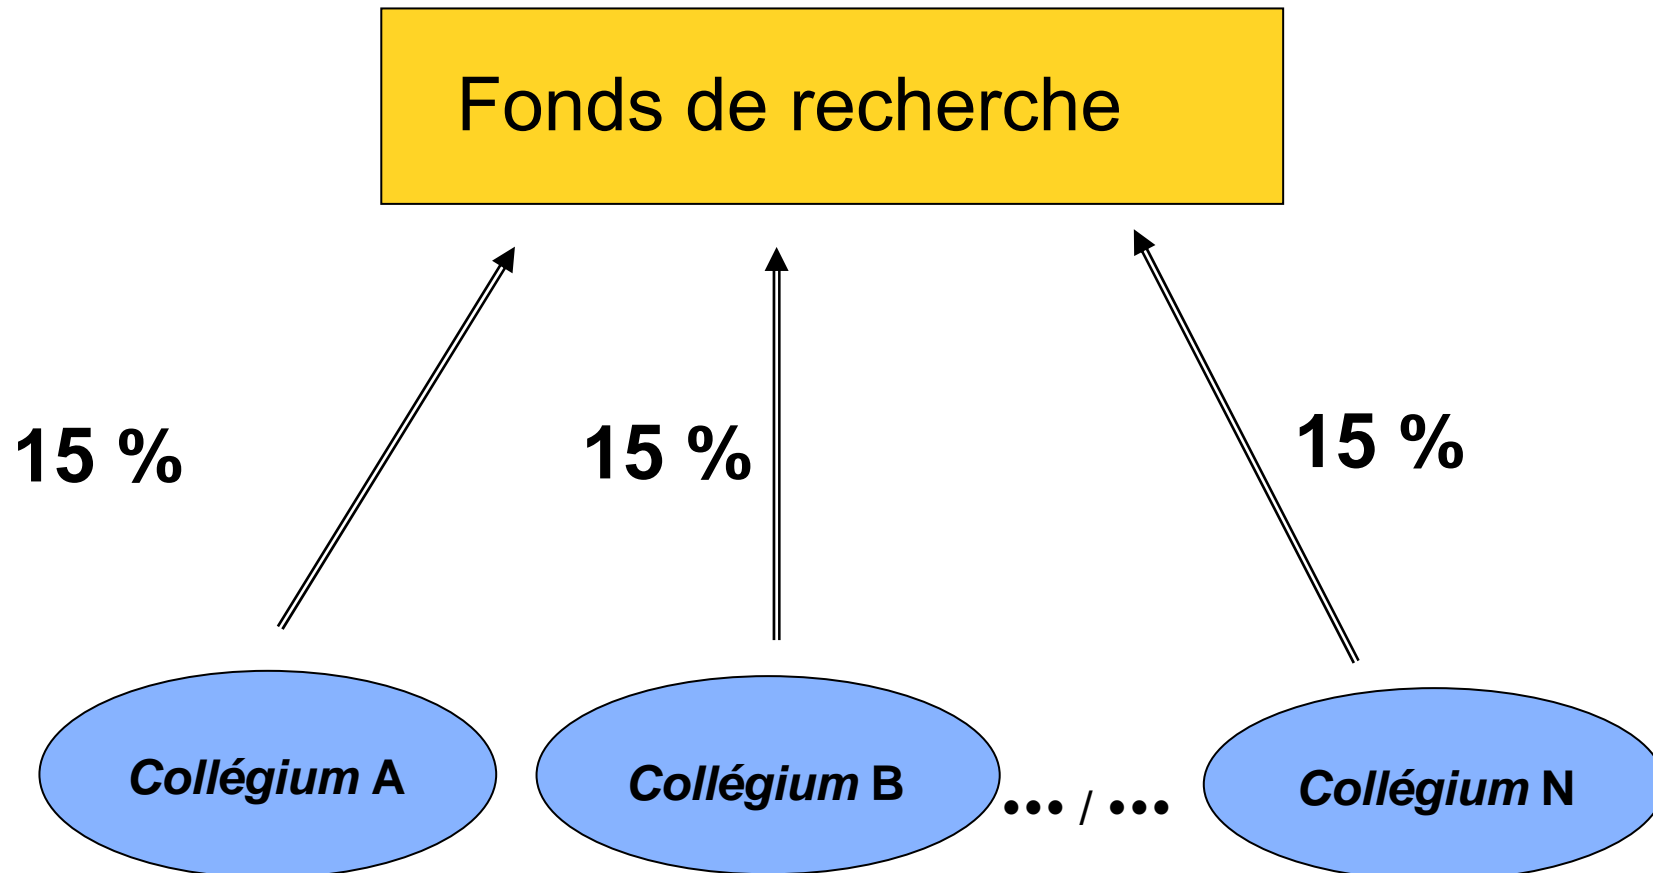 Fonds de recherche
15 %
15 %
15 %
Collégium A
Collégium B
••• / •••
Collégium N